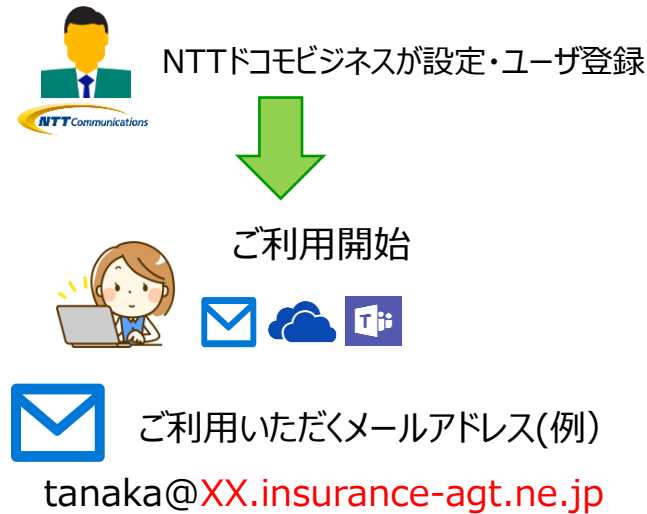 NTTドコモビジネスが設定・ユーザ登録
NTT Communications
ご利用開始
T
ご利用いただくメールアドレス(例）
tanaka@XX.insurance-agt.ne.jp